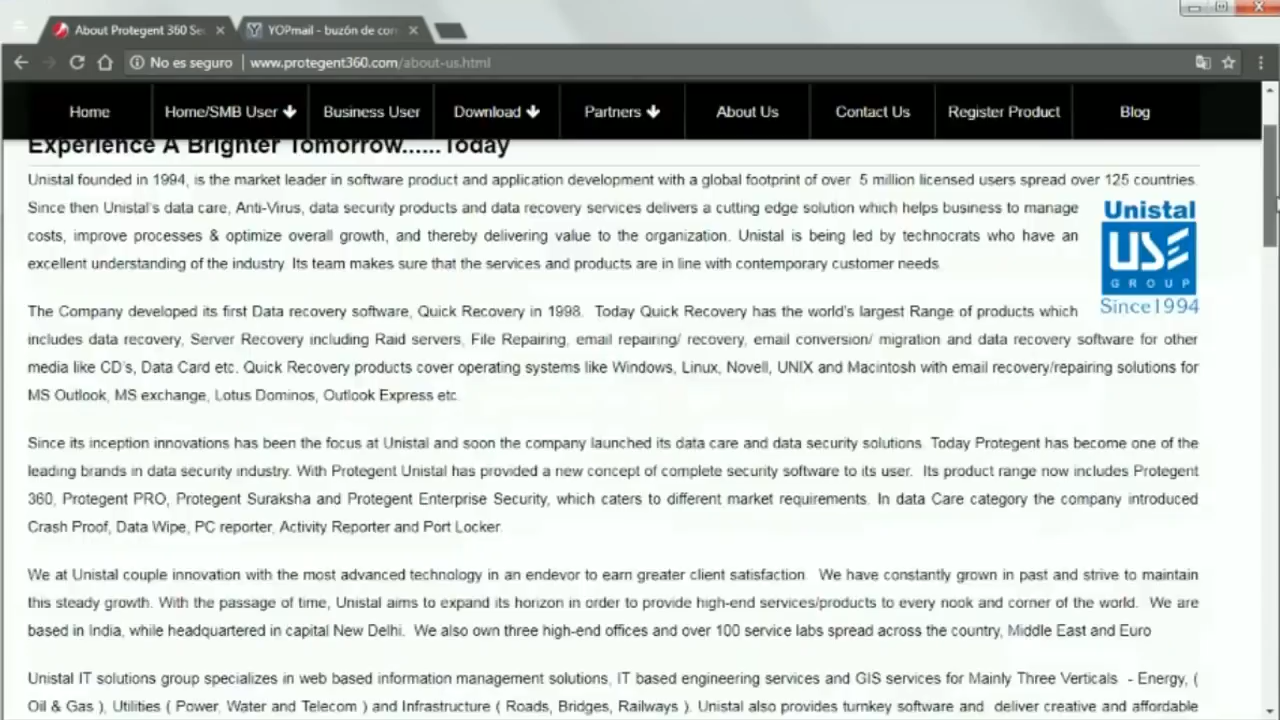 About Protegent 360 Se
YOPmail - buzón de con
No es seguro | www.protegent360.com/about-us.html
Home
Home/SMB User
Business User
Download
Partners
About Us
Contact Us
Register Product
Blog
Experience A Brighter Tomorrow......Today
Unistal founded in 1994, is the market leader in software product and application development with a global footprint of over 5 million licensed users spread over 125 countries.
Since then Unistal's data care, Anti-Virus, data security products and data recovery services delivers a cutting edge solution which helps business to manage
costs, improve processes & optimize overall growth, and thereby delivering value to the organization. Unistal is being led by technocrats who have an
excellent understanding of the industry. Its team makes sure that the services and products are in line with contemporary customer needs.
Unistal
USE
GROUP
Since1994
The Company developed its first Data recovery software, Quick Recovery in 1998. Today Quick Recovery has the world's largest Range of products which
includes data recovery, Server Recovery including Raid servers, File Repairing, email repairing/ recovery, email conversion/ migration and data recovery software for other
media like CD's, Data Card etc. Quick Recovery products cover operating systems like Windows, Linux, Novell, UNIX and Macintosh with email recovery/repairing solutions for
MS Outlook, MS exchange, Lotus Dominos, Outlook Express etc.
Since its inception innovations has been the focus at Unistal and soon the company launched its data care and data security solutions. Today Protegent has become one of the
leading brands in data security industry. With Protegent Unistal has provided a new concept of complete security software to its user. Its product range now includes Protegent
360, Protegent PRO, Protegent Suraksha and Protegent Enterprise Security, which caters to different market requirements. In data Care category the company introduced
Crash Proof, Data Wipe, PC reporter, Activity Reporter and Port Locker.
We at Unistal couple innovation with the most advanced technology in an endevor to earn greater client satisfaction. We have constantly grown in past and strive to maintain
this steady growth. With the passage of time, Unistal aims to expand its horizon in order to provide high-end services/products to every nook and corner of the world. We are
based in India, while headquartered in capital New Delhi. We also own three high-end offices and over 100 service labs spread across the country, Middle East and Euro
Unistal IT solutions group specializes in web based information management solutions, IT based engineering services and GIS services for Mainly Three Verticals - Energy, (
Oil & Gas ), Utilities ( Power, Water and Telecom ) and Infrastructure ( Roads, Bridges, Railways ). Unistal also provides turnkey software and deliver creative and affordable